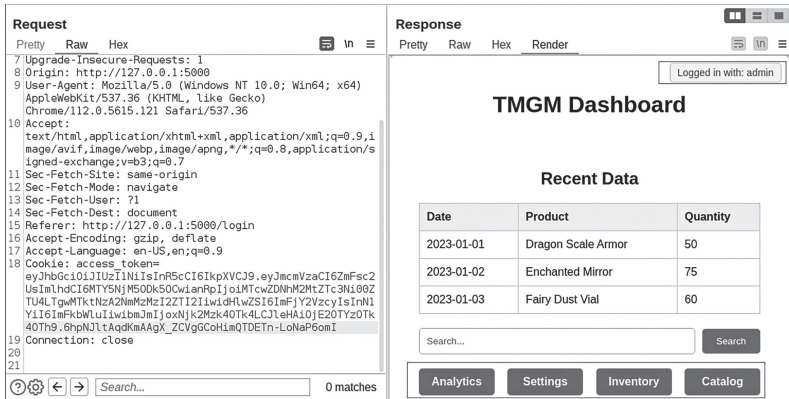 Request
Pretty Raw Hex
\n
7 Upgrade-Insecure-Requests: 1
8 Origin: http://127.0.0.1:5000
9 User-Agent: Mozilla/5.0 (Windows NT 10.0; Win64; x64)
AppleWebKit/537.36 (KHTML, like Gecko)
Chrome/112.0.5615.121 Safari/537.36
10 Accept:
text/html,application/xhtml+xml,application/xml;q=0.9,i
mage/avif,image/webp,image/apng,*/*;q=0.8,application/s
igned-exchange;v=b3;q=0.7
11 Sec-Fetch-Site: same-origin
12 Sec-Fetch-Mode: navigate
13 Sec-Fetch-User: ?1
14 Sec-Fetch-Dest: document
15 Referer: http://127.0.0.1:5000/login
16 Accept-Encoding: gzip, deflate
17 Accept-Language: en-US,en;q=0.9
18 Cookie: access_token=
19 Connection: close
20
21
Search...
0 matches
Response
Pretty Raw Hex Render
\n
Logged in with: admin
TMGM Dashboard
Recent Data
Date Product Quantity
2023-01-01 Dragon Scale Armor 50
2023-01-02 Enchanted Mirror 75
2023-01-03 Fairy Dust Vial 60
Search... Search
Analytics Settings Inventory Catalog